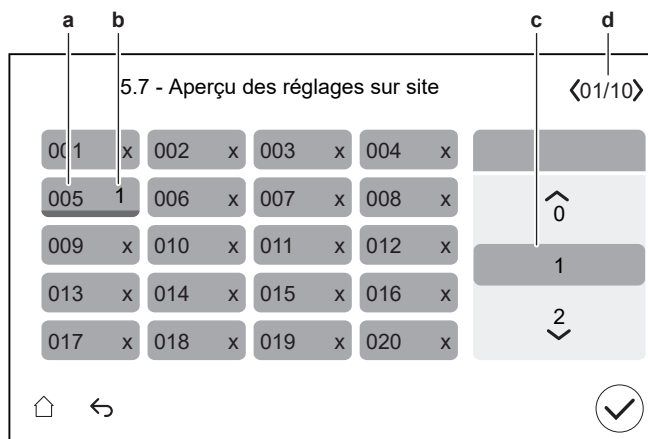 a b c d
5.7 - Aperçu des réglages sur site 01/10
001 x 002 x 003 x 004 x
005 1 006 x 007 x 008 x 0
009 x 010 x 011 x 012 x 1
013 x 014 x 015 x 016 x 2
017 x 018 x 019 x 020 x